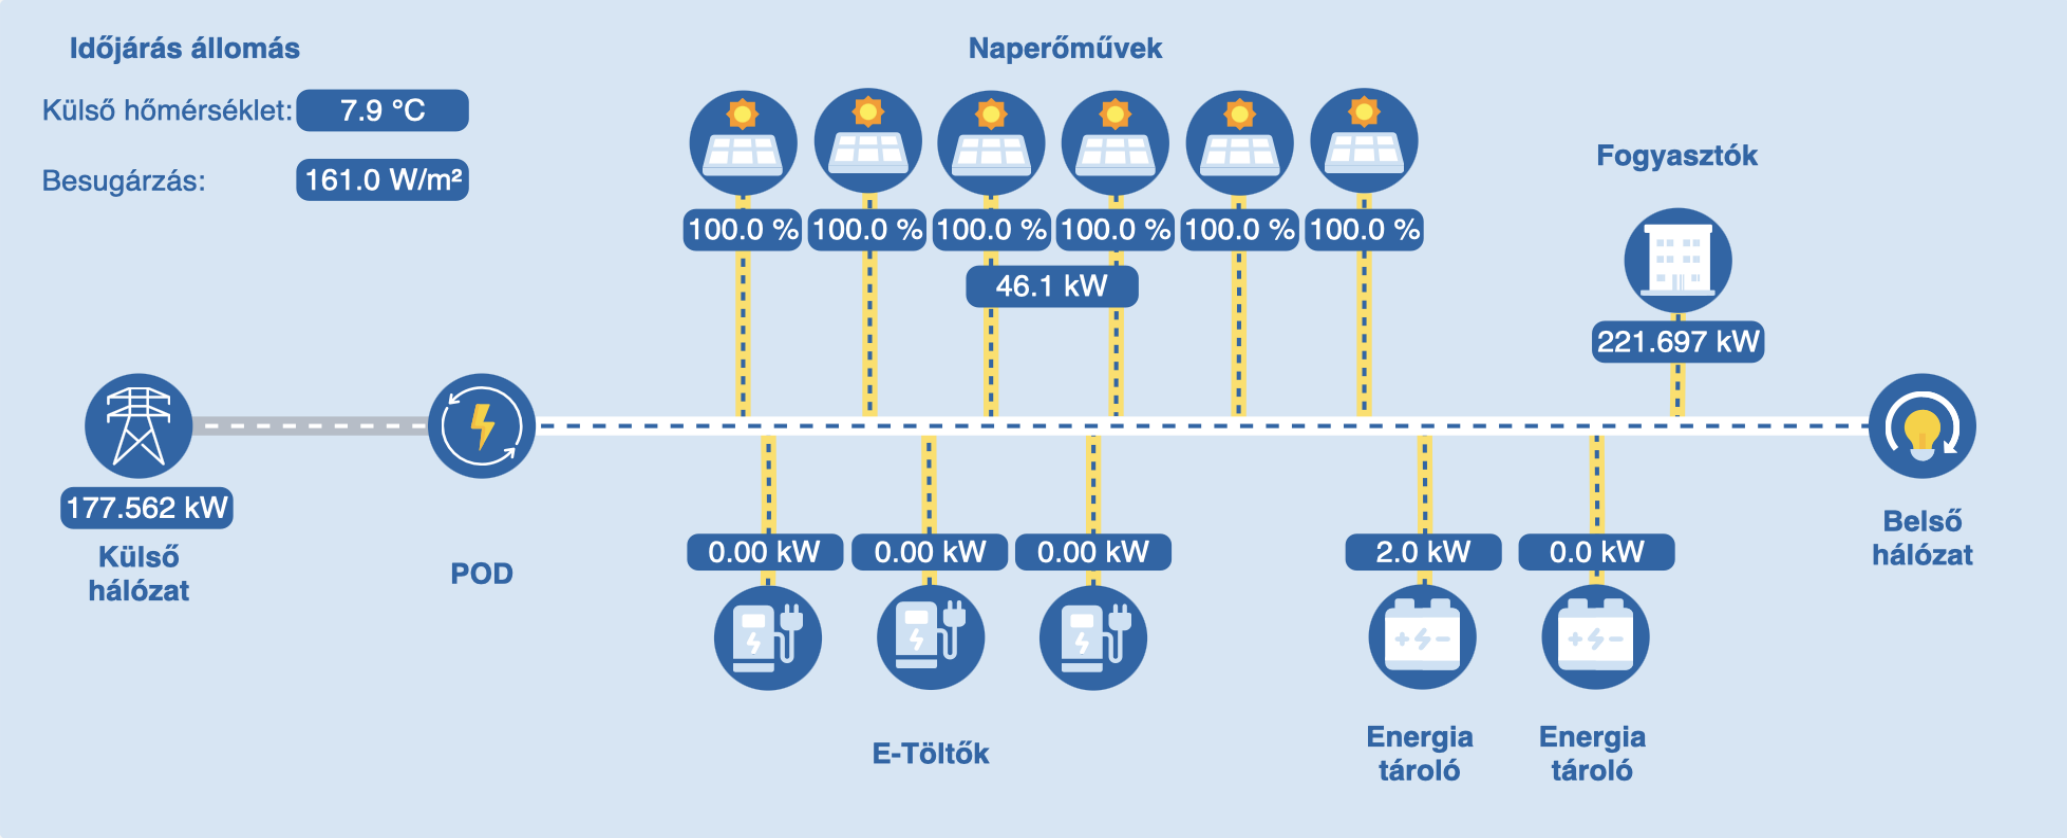 Időjárás állomás
Külső hőmérséklet: 7.9 °C
Besugárzás: 161.0 W/m²
Naperőművek
100.0 % 100.0 % 100.0 % 100.0 % 100.0 % 100.0 %
46.1 kW
Fogyasztók
221.697 kW
177.562 kW
Külső
hálózat
POD
Belső
hálózat
0.00 kW 0.00 kW 0.00 kW 2.0 kW 0.0 kW
E-Töltők
Energia
tároló
Energia
tároló